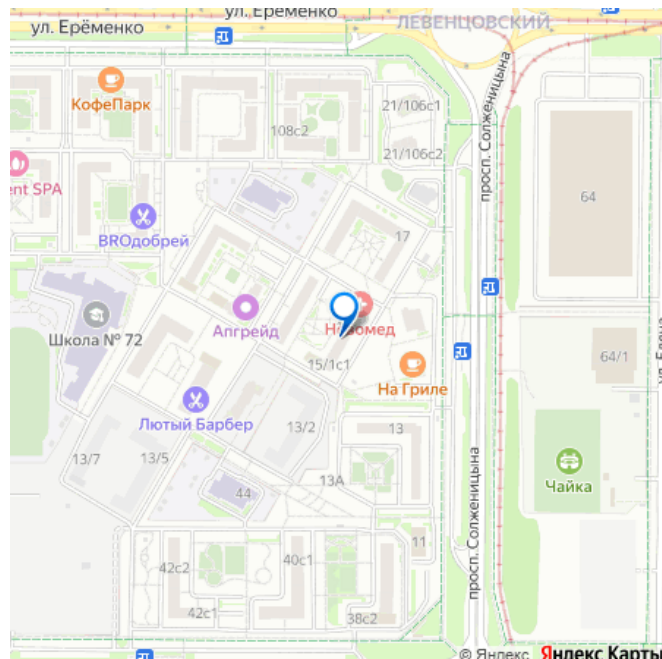 ул. Ерёменко
ул. Еременко
ЛЕВЕНЦОВСКИЙ
КофеПарк
108с2
21/106с1
21/106с2
просп. Солженицына
64
ent SPA
BROдобрей
17
Школа № 72
Апгрейд
15/1с1
На Гриле
64/1
Лютый Барбер
13/7
13/5
13/2
13
13А
44
Чайка
просп. Солженицына
11
42с2
40с1
42с1
38с2
© Яндекс Яндекс Карты